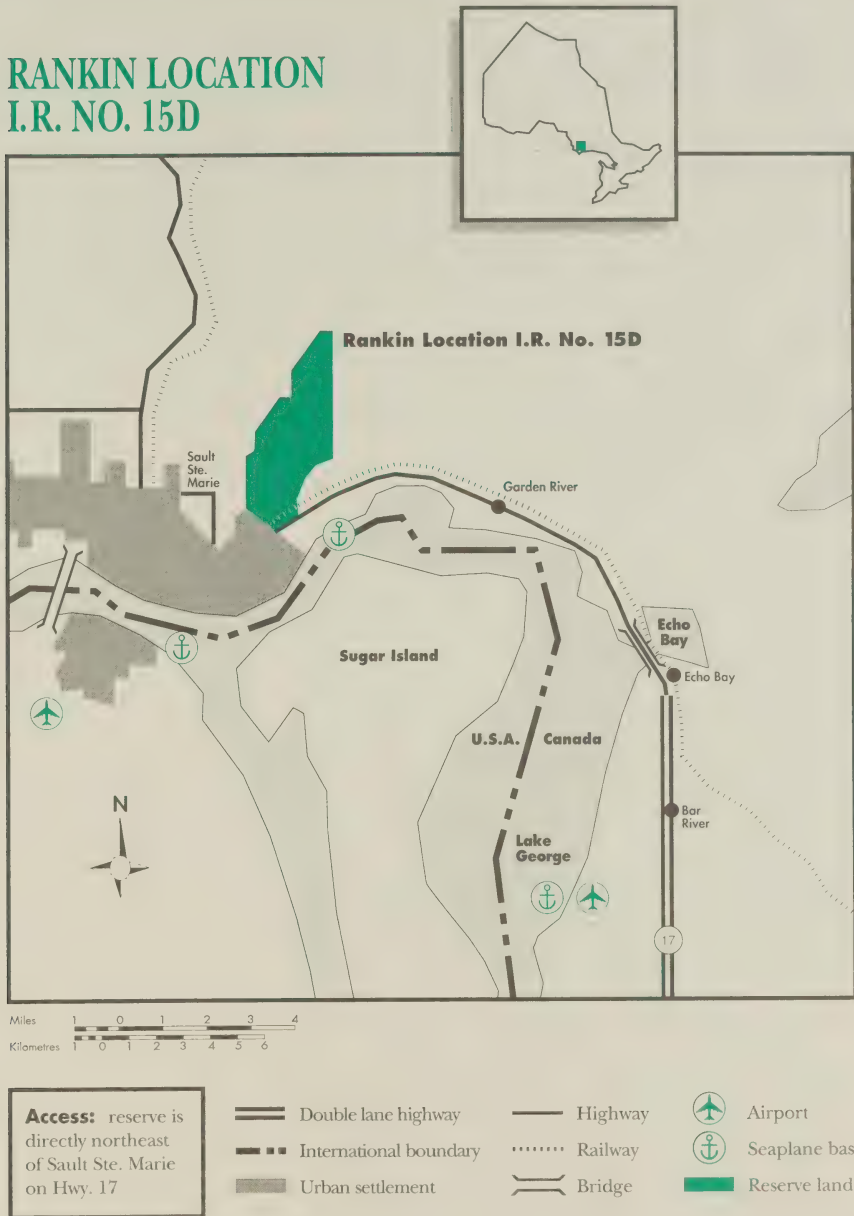 RANKIN LOCATION
I.R. NO. 15D
Rankin Location I.R. No. 15D
Sault
Ste.
Marie
Garden River
Echo
Bay
Echo Bay
Sugar Island
U.S.A.
Canada
N
Bar
River
Lake
George
17
Miles 1 0 1 2 3 4
Kilometres 1 0 1 2 3 4 5 6
Access: reserve is
directly northeast
of Sault Ste. Marie
on Hwy. 17
Double lane highway
Highway
Airport
International boundary
Railway
Seaplane bas
Urban settlement
Bridge
Reserve land